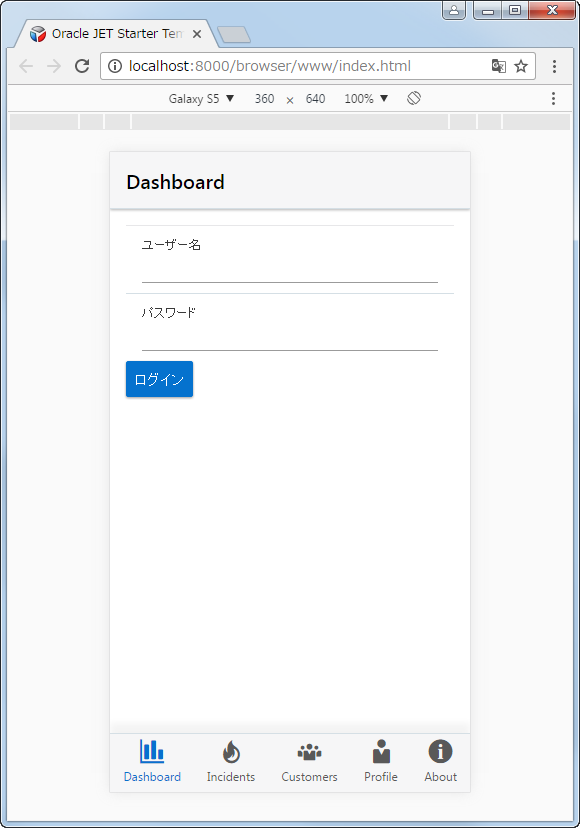 Oracle JET Starter Tem
localhost:8000/browser/www/index.html
Galaxy S5 ▼ 360 × 640 100% ▼
Dashboard
ユーザー名
パスワード
ログイン
Dashboard Incidents Customers Profile About